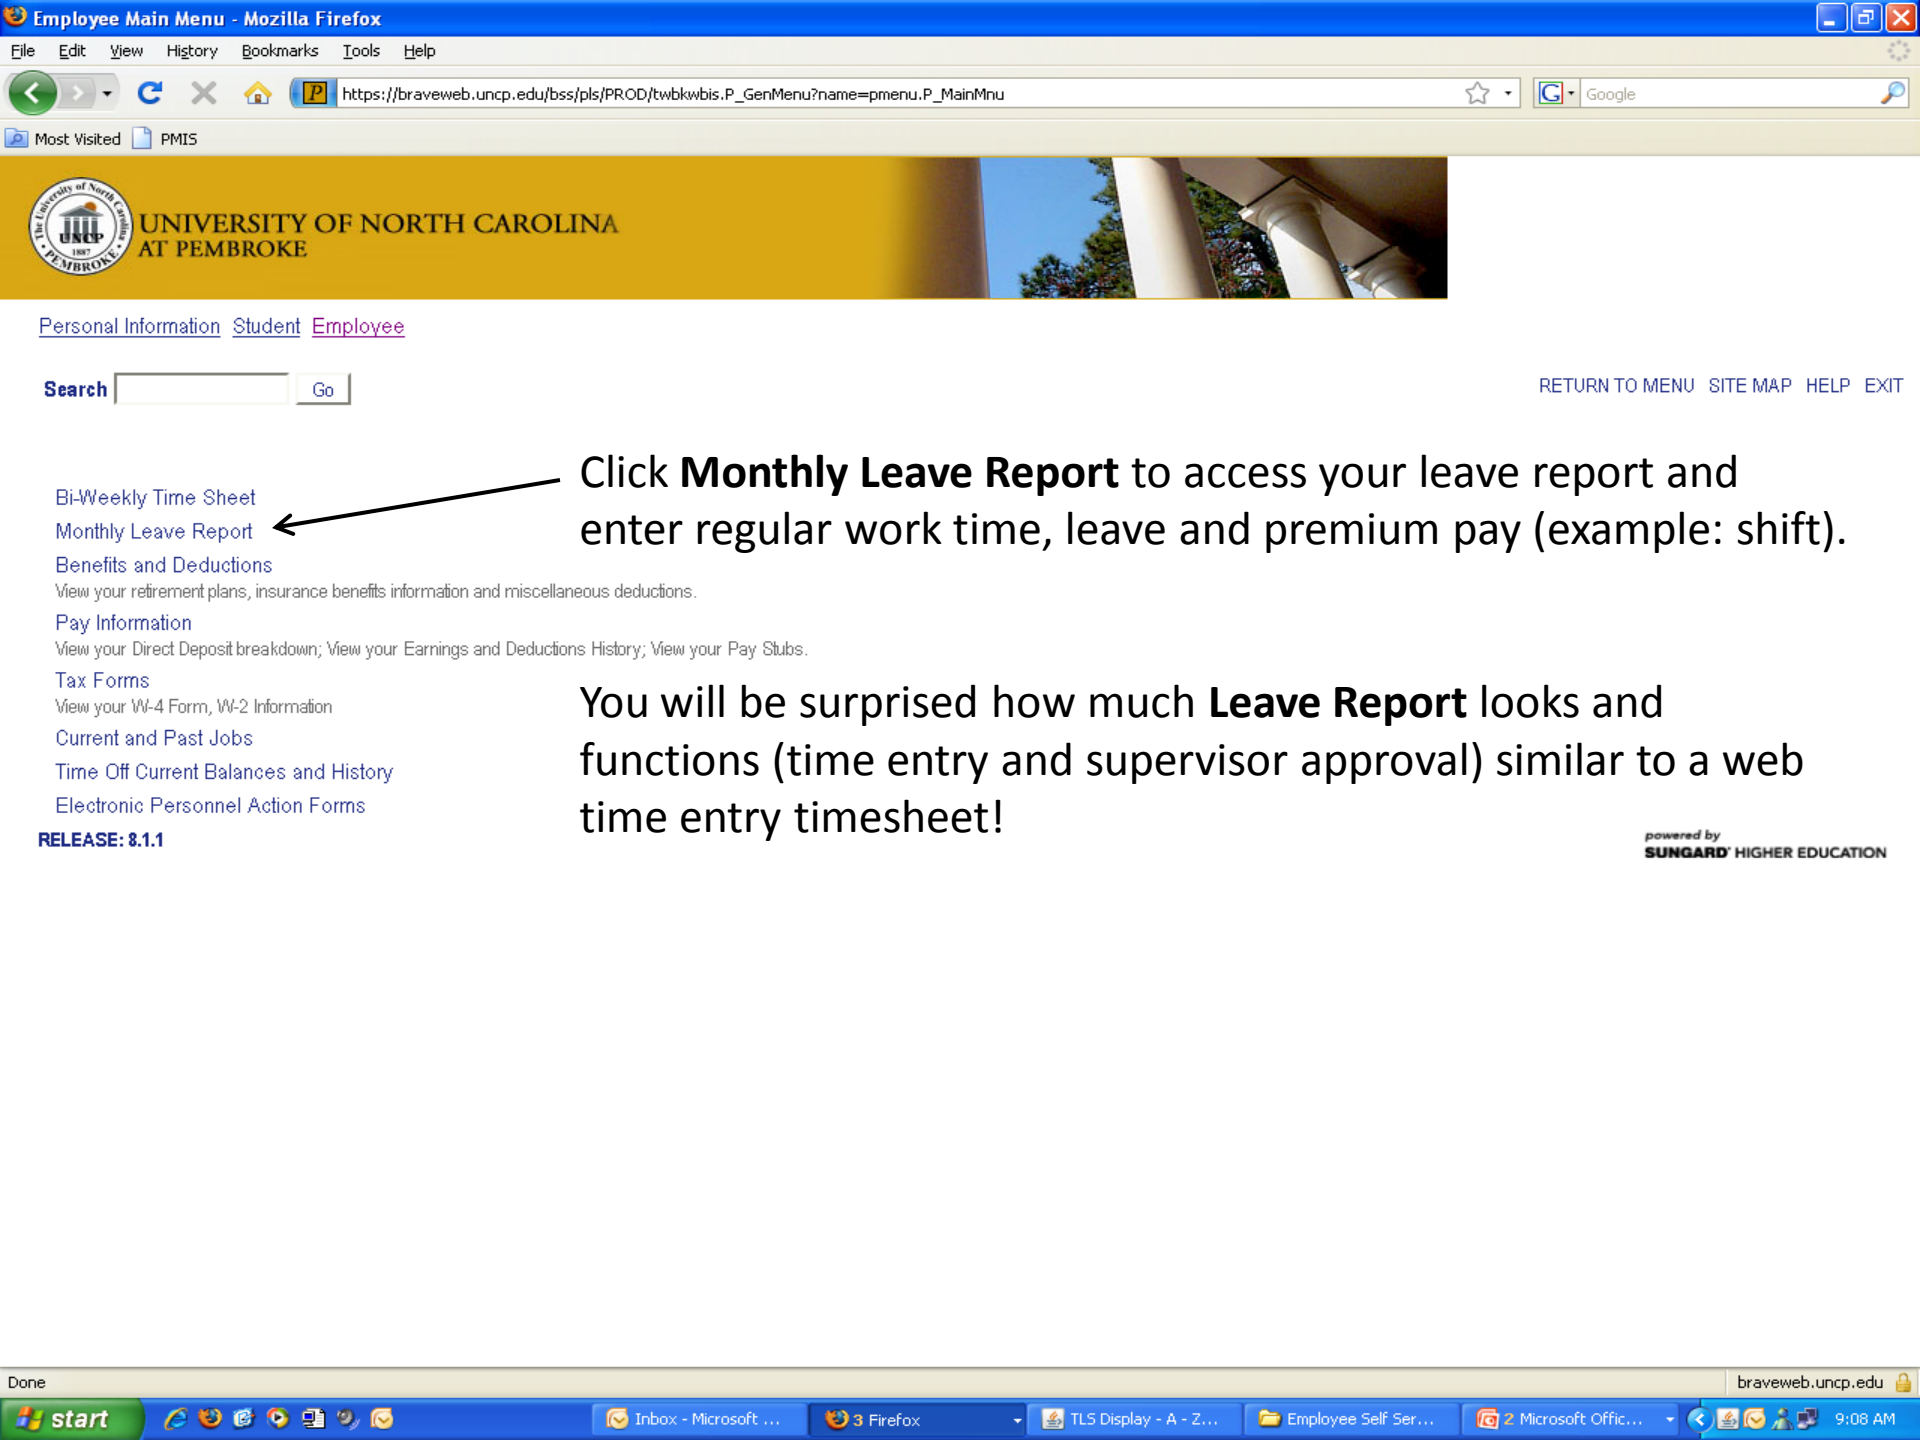 Employee Main Menu - Mozilla Firefox
File Edit View History Bookmarks Tools Help
P https://braveweb.uncp.edu/bss/pls/PROD/twbkwbis.P_GenMenu?name=pmenu.P_MainMnu G Google
Most Visited PMIS
The University of North Carolina
UNCP
1887
PEMBROKE
UNIVERSITY OF NORTH CAROLINA
AT PEMBROKE
Personal Information Student Employee
Search Go
RETURN TO MENU SITE MAP HELP EXIT
Click Monthly Leave Report to access your leave report and
enter regular work time, leave and premium pay (example: shift).
Bi-Weekly Time Sheet
Monthly Leave Report
Benefits and Deductions
View your retirement plans, insurance benefits information and miscellaneous deductions.
Pay Information
View your Direct Deposit breakdown; View your Earnings and Deductions History; View your Pay Stubs.
Tax Forms
View your W-4 Form, W-2 Information
Current and Past Jobs
Time Off Current Balances and History
Electronic Personnel Action Forms
You will be surprised how much Leave Report looks and
functions (time entry and supervisor approval) similar to a web
time entry timesheet!
RELEASE: 8.1.1
powered by
SUNGARD' HIGHER EDUCATION
Done
braveweb.uncp.edu
start Inbox - Microsoft ... 3 Firefox TLS Display - A - Z... Employee Self Ser... 2 Microsoft Offic... 9:08 AM